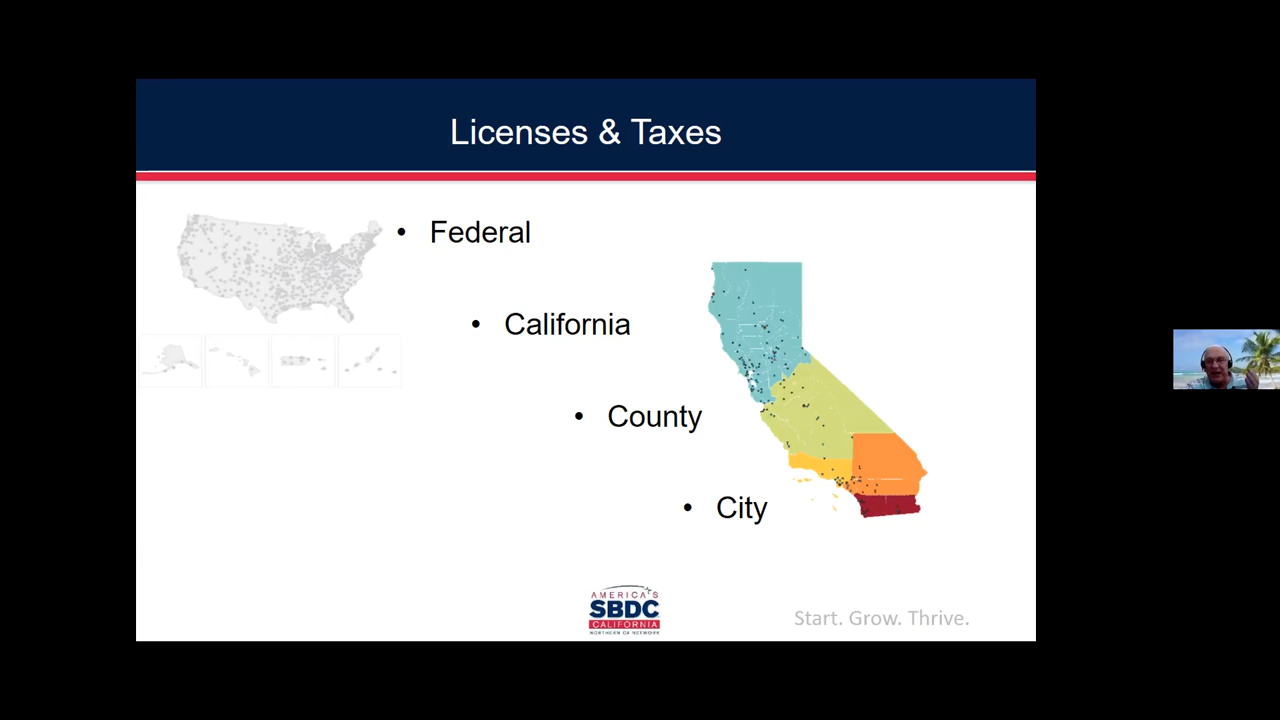 Licenses & Taxes
• Federal
• California
• County
• City
AMERICA'S
SBDC
CALIFORNIA
NORTHERN CA NETWORK
Start. Grow. Thrive.